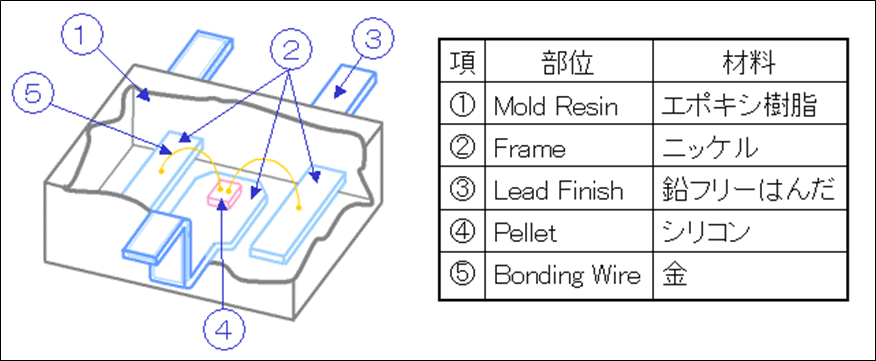 ① ② ③
⑤
④
項 部位 材料
① Mold Resin エポキシ樹脂
② Frame ニッケル
③ Lead Finish 鉛フリーはんだ
④ Pellet シリコン
⑤ Bonding Wire 金